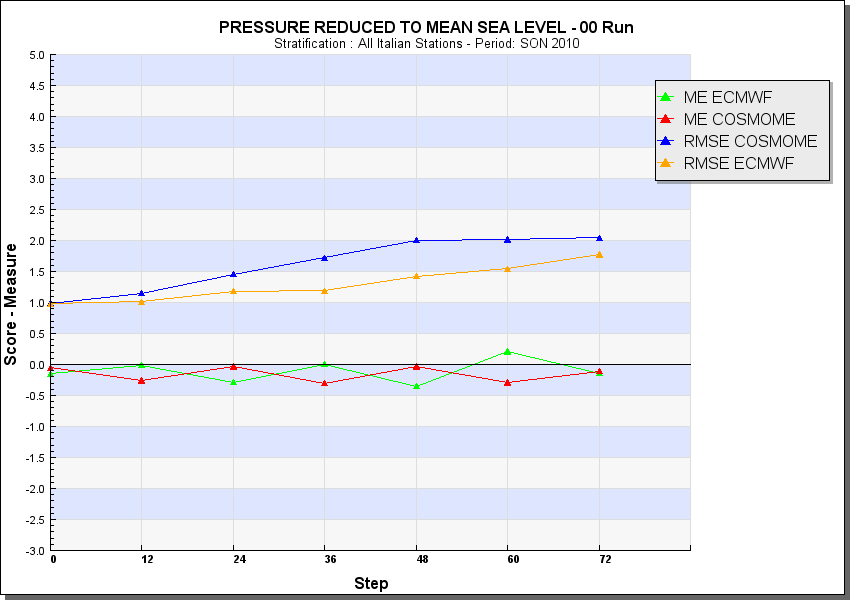 PRESSURE REDUCED TO MEAN SEA LEVEL - 00 Run
Stratification : All Italian Stations - Period: SON 2010
ME ECMWF
ME COSMOME
RMSE COSMOME
RMSE ECMWF
Score - Measure
5.0
4.5
4.0
3.5
3.0
2.5
2.0
1.5
1.0
0.5
0.0
-0.5
-1.0
-1.5
-2.0
-2.5
-3.0
0 12 24 36 48 60 72
Step